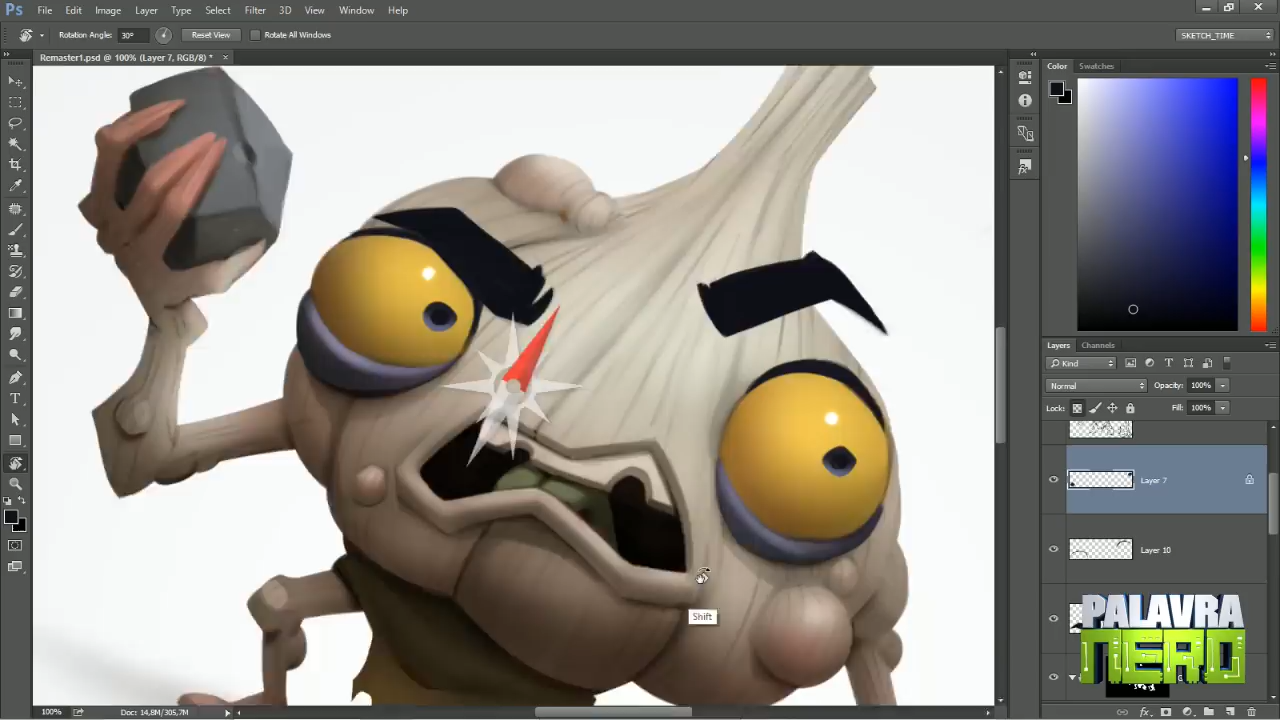 Ps File Edit Image Layer Type Select Filter 3D View Window Help
Rotation Angle: 30° Reset View Rotate All Windows SKETCH_TIME
Remaster1.psd @ 100% (Layer 7, RGB/8) * ×
Color Swatches
Layers Channels
Kind
Normal Opacity: 100%
Lock: Fill: 100%
Layer 7
Layer 10
Shift
PALAVRA
NERD
100% Doc: 14,8M/305,7M